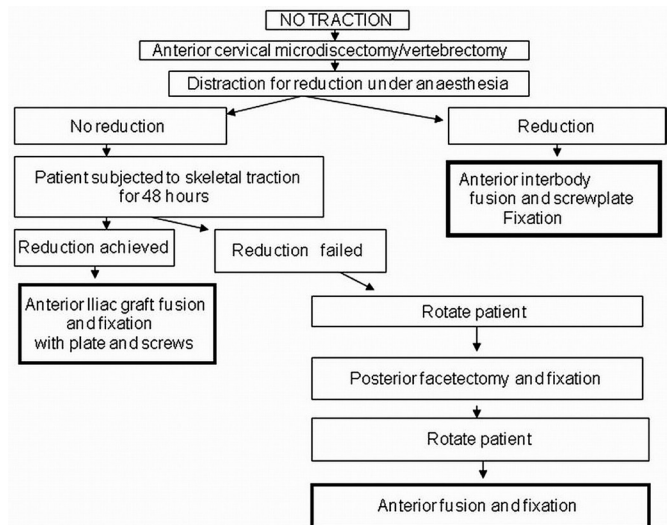 NO TRACTION
Anterior cervical microdiscectomy/vertebrectomy
Distraction for reduction under anaesthesia
No reduction
Reduction
Patient subjected to skeletal traction
for 48 hours
Anterior interbody
fusion and screwplate
Fixation
Reduction achieved
Reduction failed
Anterior Iliac graft fusion
and fixation
with plate and screws
Rotate patient
Posterior facetectomy and fixation
Rotate patient
Anterior fusion and fixation